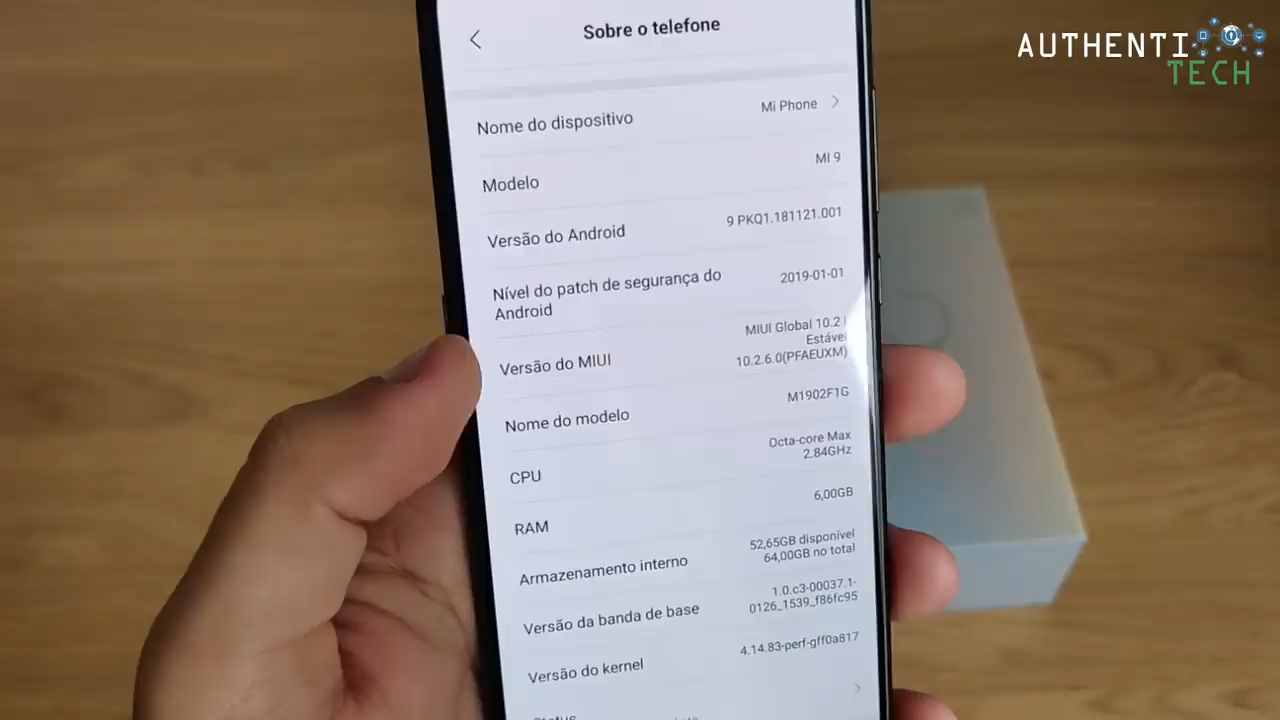 AUTHENTI
TECH
Sobre o telefone
Nome do dispositivo
Mi Phone
Modelo
MI 9
Versão do Android
9 PKQ1.181121.001
Nível do patch de segurança do
Android
2019-01-01
Versão do MIUI
MIUI Global 10.2 |
Estável
10.2.6.0(PFAEUXM)
Nome do modelo
M1902F1G
CPU
Octa-core Max
2.84GHz
RAM
6,00GB
Armazenamento interno
52,65GB disponível
64,00GB no total
Versão da banda de base
1.0.c3-00037.1-
0126_1539_f86fc95
Versão do kernel
4.14.83-perf-gff0a817
Status